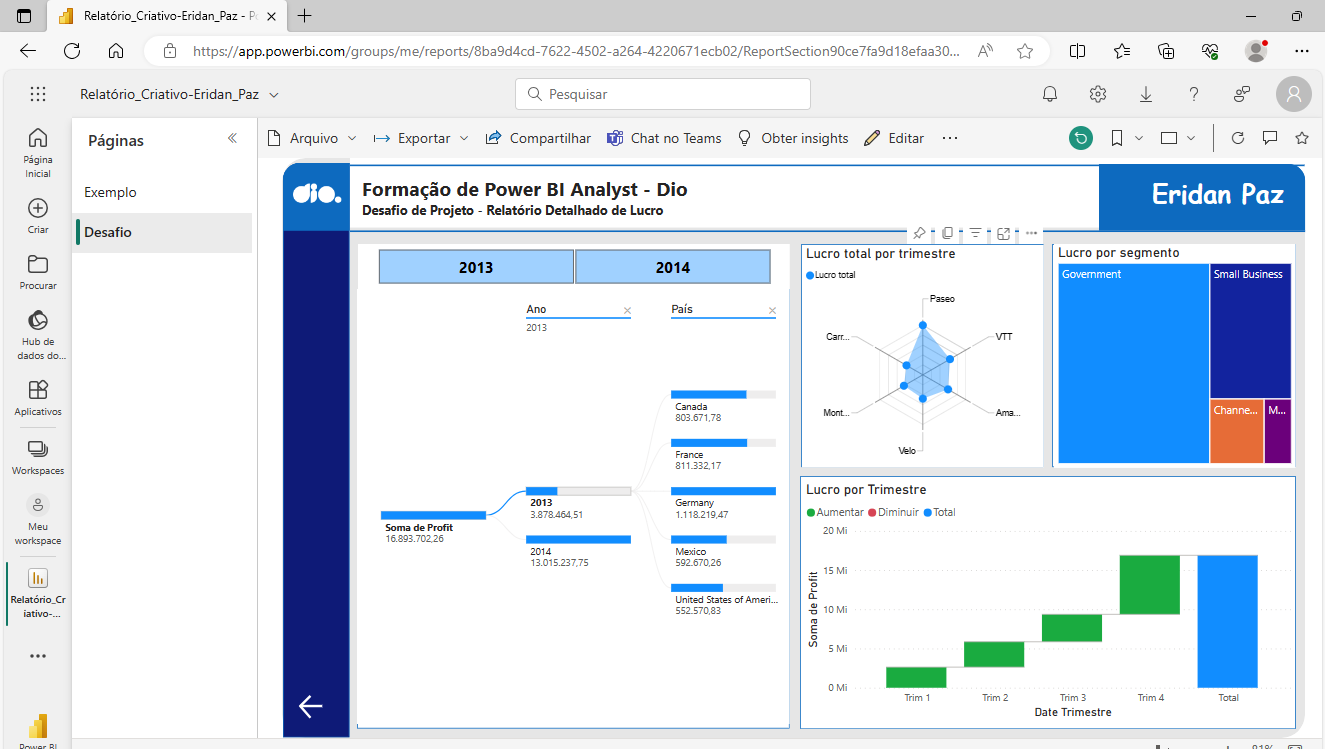 Relatório_Criativo-Eridan_Paz - Po
https://app.powerbi.com/groups/me/reports/8ba9d4cd-7622-4502-a264-4220671ecb02/ReportSection90ce7fa9d18efaa30...
Relatório_Criativo-Eridan_Paz
Pesquisar
Página
Inicial
Criar
Procurar
Hub de
dados do...
Aplicativos
Workspaces
Meu
workspace
Relatório_Cr
iativo-...
Power BI
Páginas
Exemplo
Desafio
Arquivo
Exportar
Compartilhar
Chat no Teams
Obter insights
Editar
dio.
Formação de Power BI Analyst - Dio
Desafio de Projeto - Relatório Detalhado de Lucro
Eridan Paz
2013
2014
Ano
2013
País
Soma de Profit
16.893.702,26
2013
3.878.464,51
2014
13.015.237,75
Canada
803.671,78
France
811.332,17
Germany
1.118.219,47
Mexico
592.670,26
United States of Ameri...
552.570,83
Lucro total por trimestre
Lucro total
Paseo
VTT
Ama...
Velo
Mont...
Carr...
Lucro por segmento
Government
Small Business
Channe...
M...
Lucro por Trimestre
Aumentar Diminuir Total
Soma de Profit
20 Mi
15 Mi
10 Mi
5 Mi
0 Mi
Trim 1 Trim 2 Trim 3 Trim 4 Total
Date Trimestre
81%